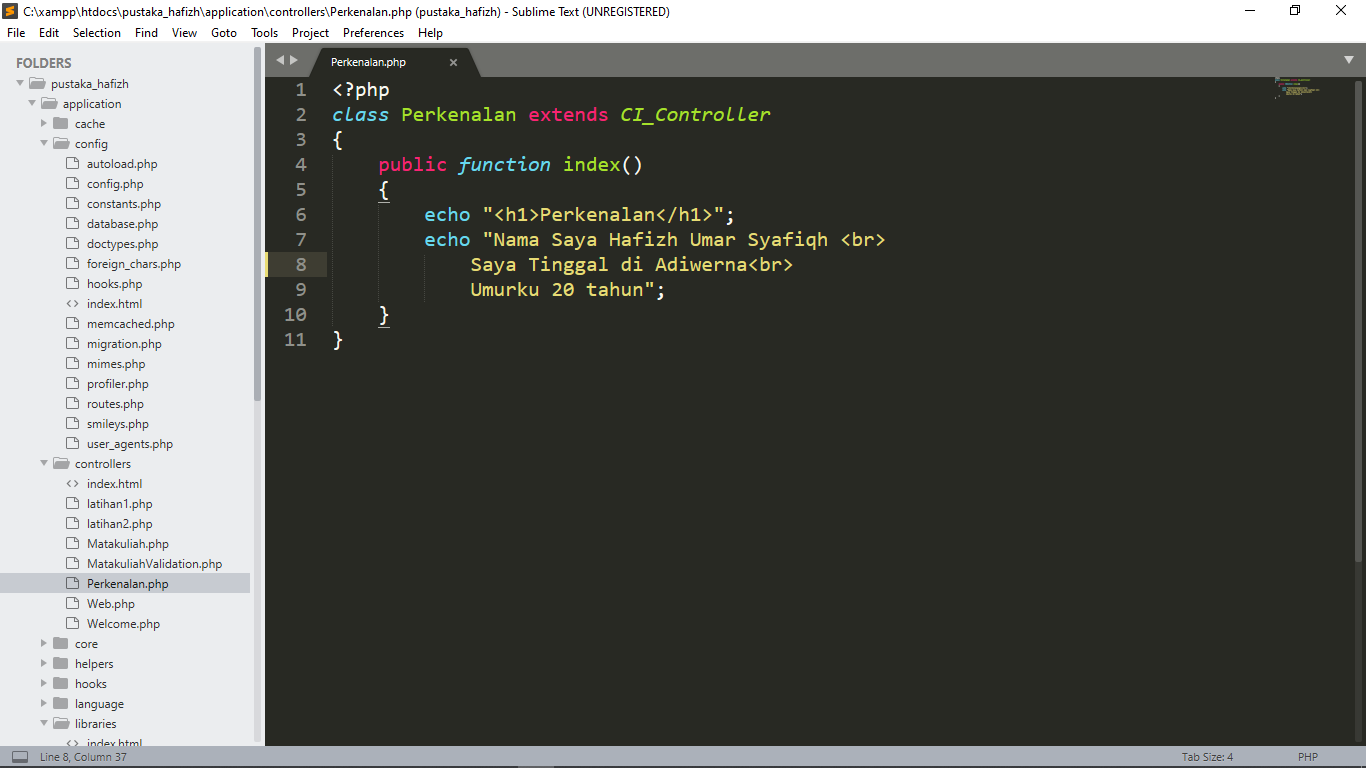 C:\xampp\htdocs\pustaka_hafizh\application\controllers\Perkenalan.php (pustaka_hafizh) - Sublime Text (UNREGISTERED)
File Edit Selection Find View Goto Tools Project Preferences Help
FOLDERS
pustaka_hafizh
application
cache
config
autoload.php
config.php
constants.php
database.php
doctypes.php
foreign_chars.php
hooks.php
<> index.html
memcached.php
migration.php
mimes.php
profiler.php
routes.php
smileys.php
user_agents.php
controllers
<> index.html
latihan1.php
latihan2.php
Matakuliah.php
MatakuliahValidation.php
Perkenalan.php
Web.php
Welcome.php
core
helpers
hooks
language
libraries
<> index.html
Perkenalan.php
1 <?php
2 class Perkenalan extends CI_Controller
3 {
4     public function index()
5     {
6         echo "<h1>Perkenalan</h1>";
7         echo "Nama Saya Hafizh Umar Syafiqh <br>
8             Saya Tinggal di Adiwerna<br>
9             Umurku 20 tahun";
10     }
11 }
Line 8, Column 37
Tab Size: 4
PHP